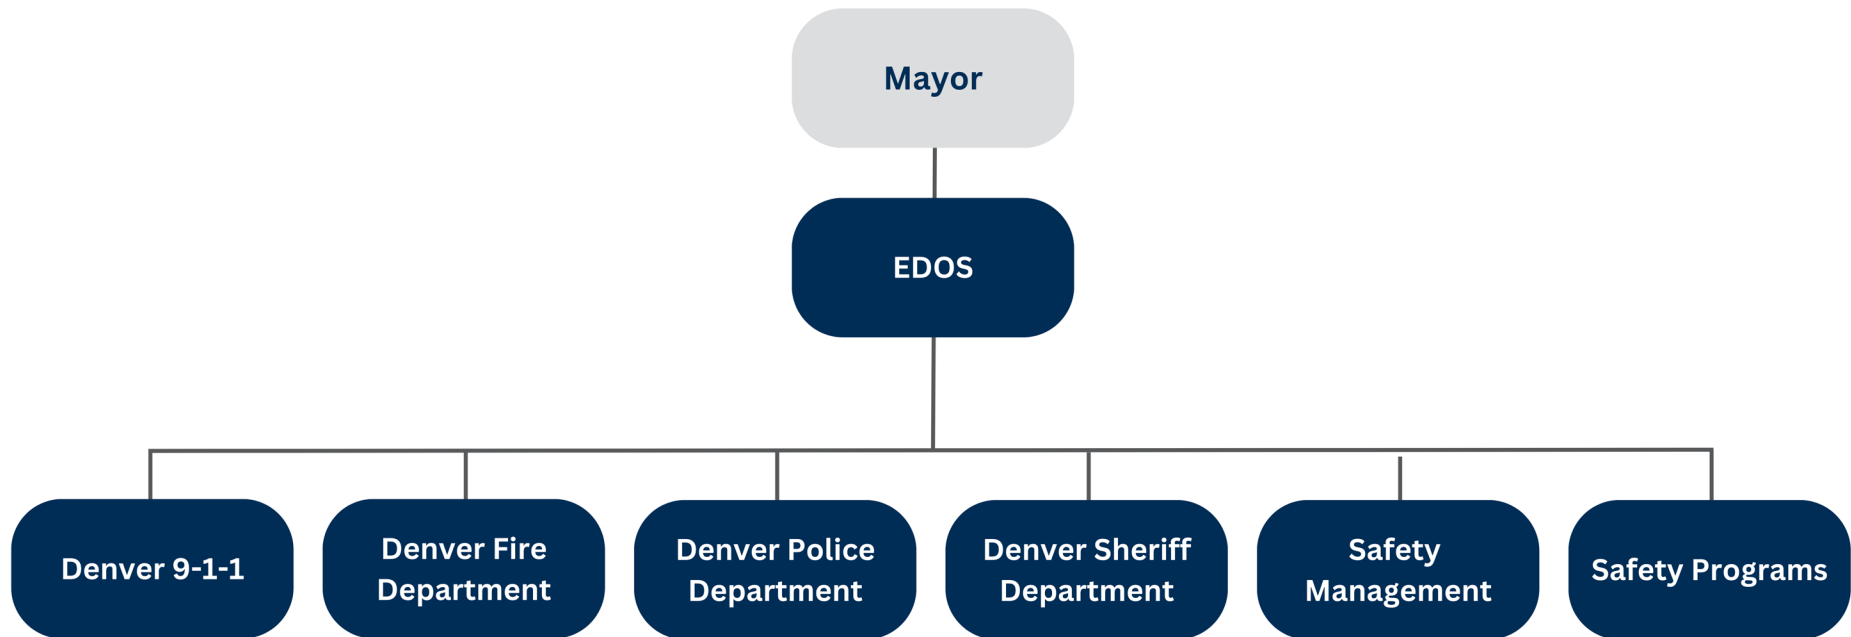 Mayor
EDOS
Denver 9-1-1
Denver Fire
Department
Denver Police
Department
Denver Sheriff
Department
Safety
Management
Safety Programs